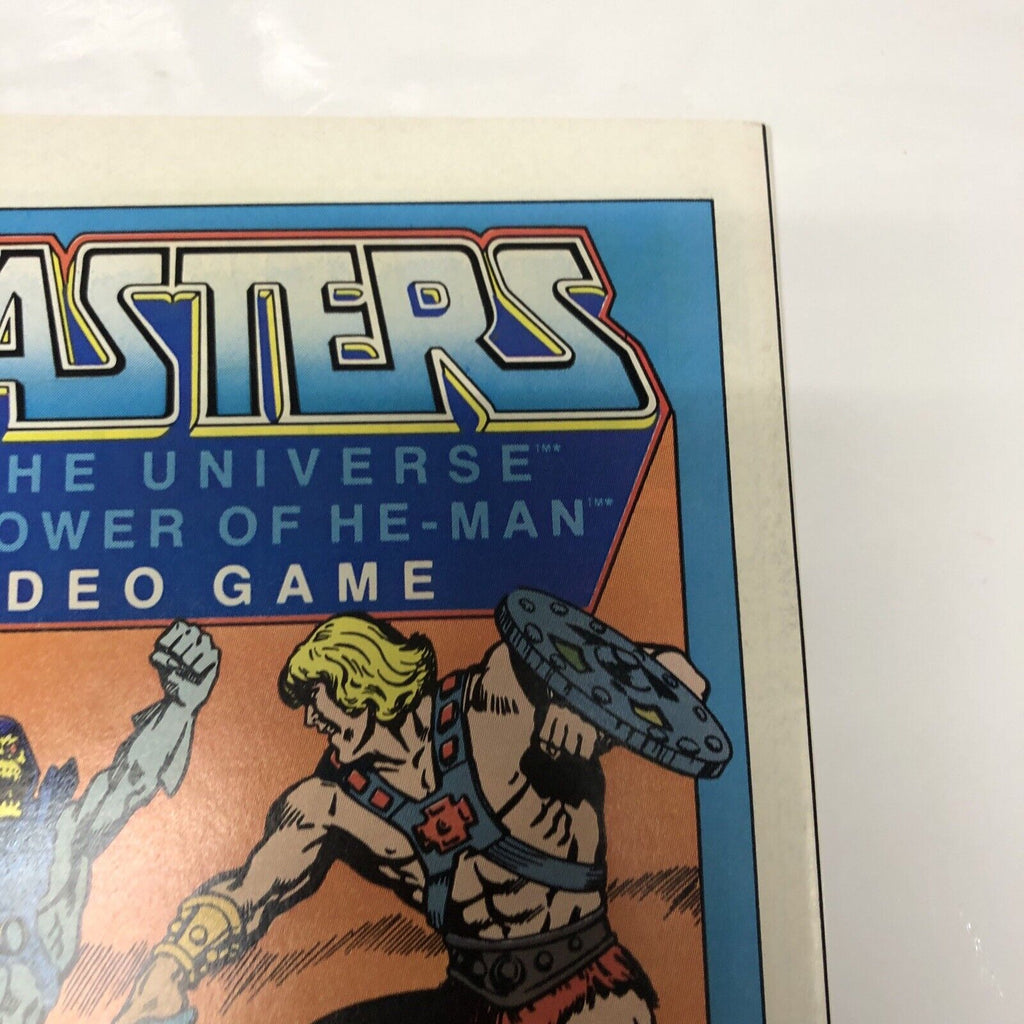 ASTERS
HE UNIVERSE™*
OWER OF HE-MAN™*
DEO GAME